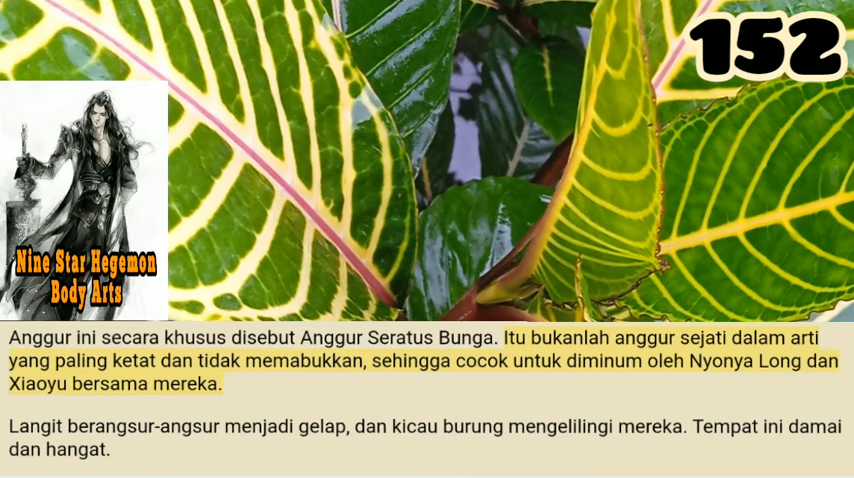 152
Nine Star Hegemon
Body Arts
Anggur ini secara khusus disebut Anggur Seratus Bunga. Itu bukanlah anggur sejati dalam arti
yang paling ketat dan tidak memabukkan, sehingga cocok untuk diminum oleh Nyonya Long dan
Xiaoyu bersama mereka.
Langit berangsur-angsur menjadi gelap, dan kicau burung mengelilingi mereka. Tempat ini damai
dan hangat.